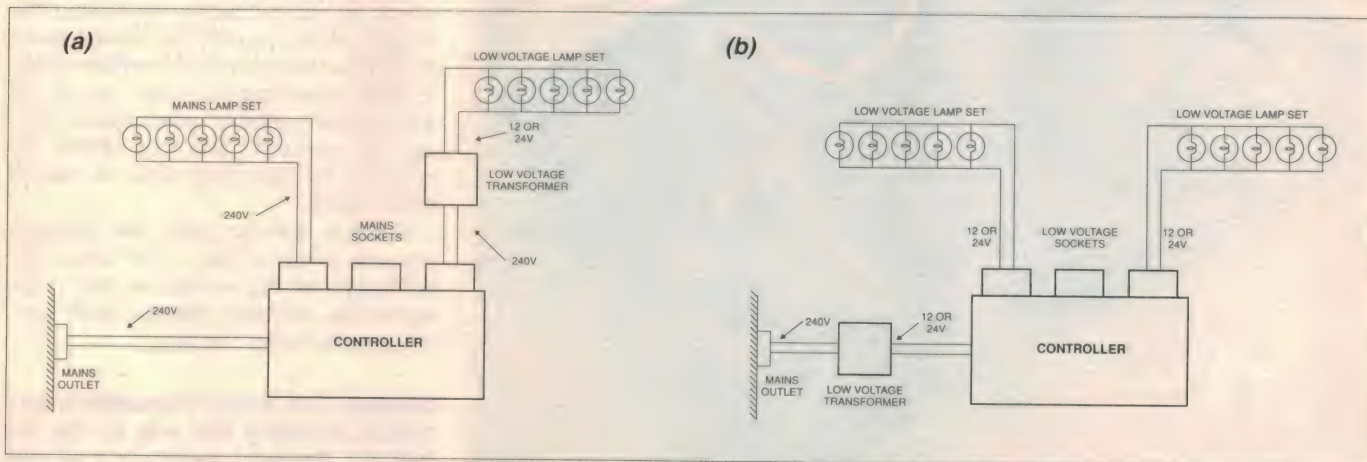 (a)
LOW VOLTAGE LAMP SET
MAINS LAMP SET
12 OR
24V
LOW VOLTAGE
TRANSFORMER
240V
MAINS
SOCKETS
240V
240V
CONTROLLER
MAINS
OUTLET
(b)
LOW VOLTAGE LAMP SET
LOW VOLTAGE LAMP SET
12 OR
24V
LOW VOLTAGE
SOCKETS
12 OR
24V
240V
12 OR
24V
CONTROLLER
MAINS
OUTLET
LOW VOLTAGE
TRANSFORMER